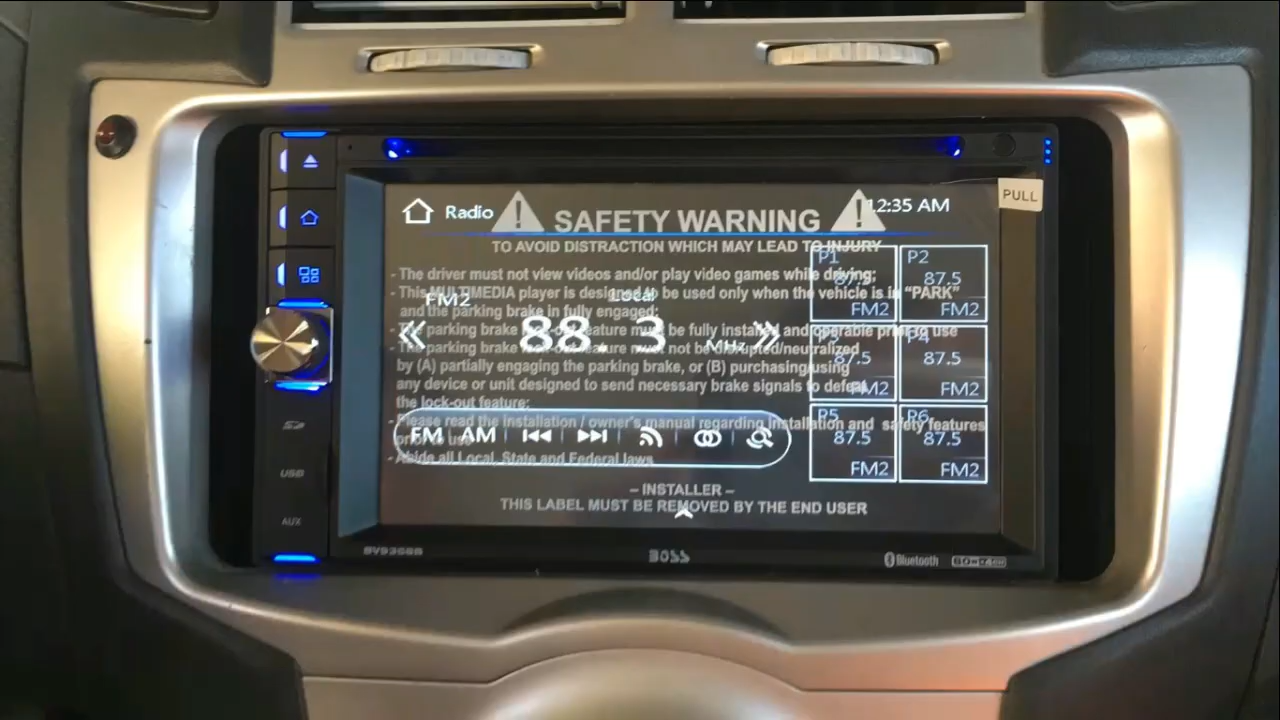 PULL
Radio
12:35 AM
SAFETY WARNING
TO AVOID DISTRACTION WHICH MAY LEAD TO INJURY
- The driver must not view videos and/or play video games while driving;
- This MULTIMEDIA player is designed to be used only when the vehicle is in “PARK”
and the parking brake in fully engaged;
- The parking brake lock-out feature must be fully installed and operable prior to use
- The parking brake lock-out feature must not be disrupted/neutralized
by (A) partially engaging the parking brake, or (B) purchasing/using
any device or unit designed to send necessary brake signals to defeat
the lock-out feature;
- Please read the installation / owner's manual regarding installation and safety features
prior to use
- Abide all Local, State and Federal laws
– INSTALLER –
THIS LABEL MUST BE REMOVED BY THE END USER
FM2
Local
88.3
MHz
P1
87.5
FM2
P2
87.5
FM2
P3
87.5
FM2
P4
87.5
FM2
P5
87.5
FM2
P6
87.5
FM2
FM AM
SD
USB
AUX
BV9368B
BOSS
Bluetooth